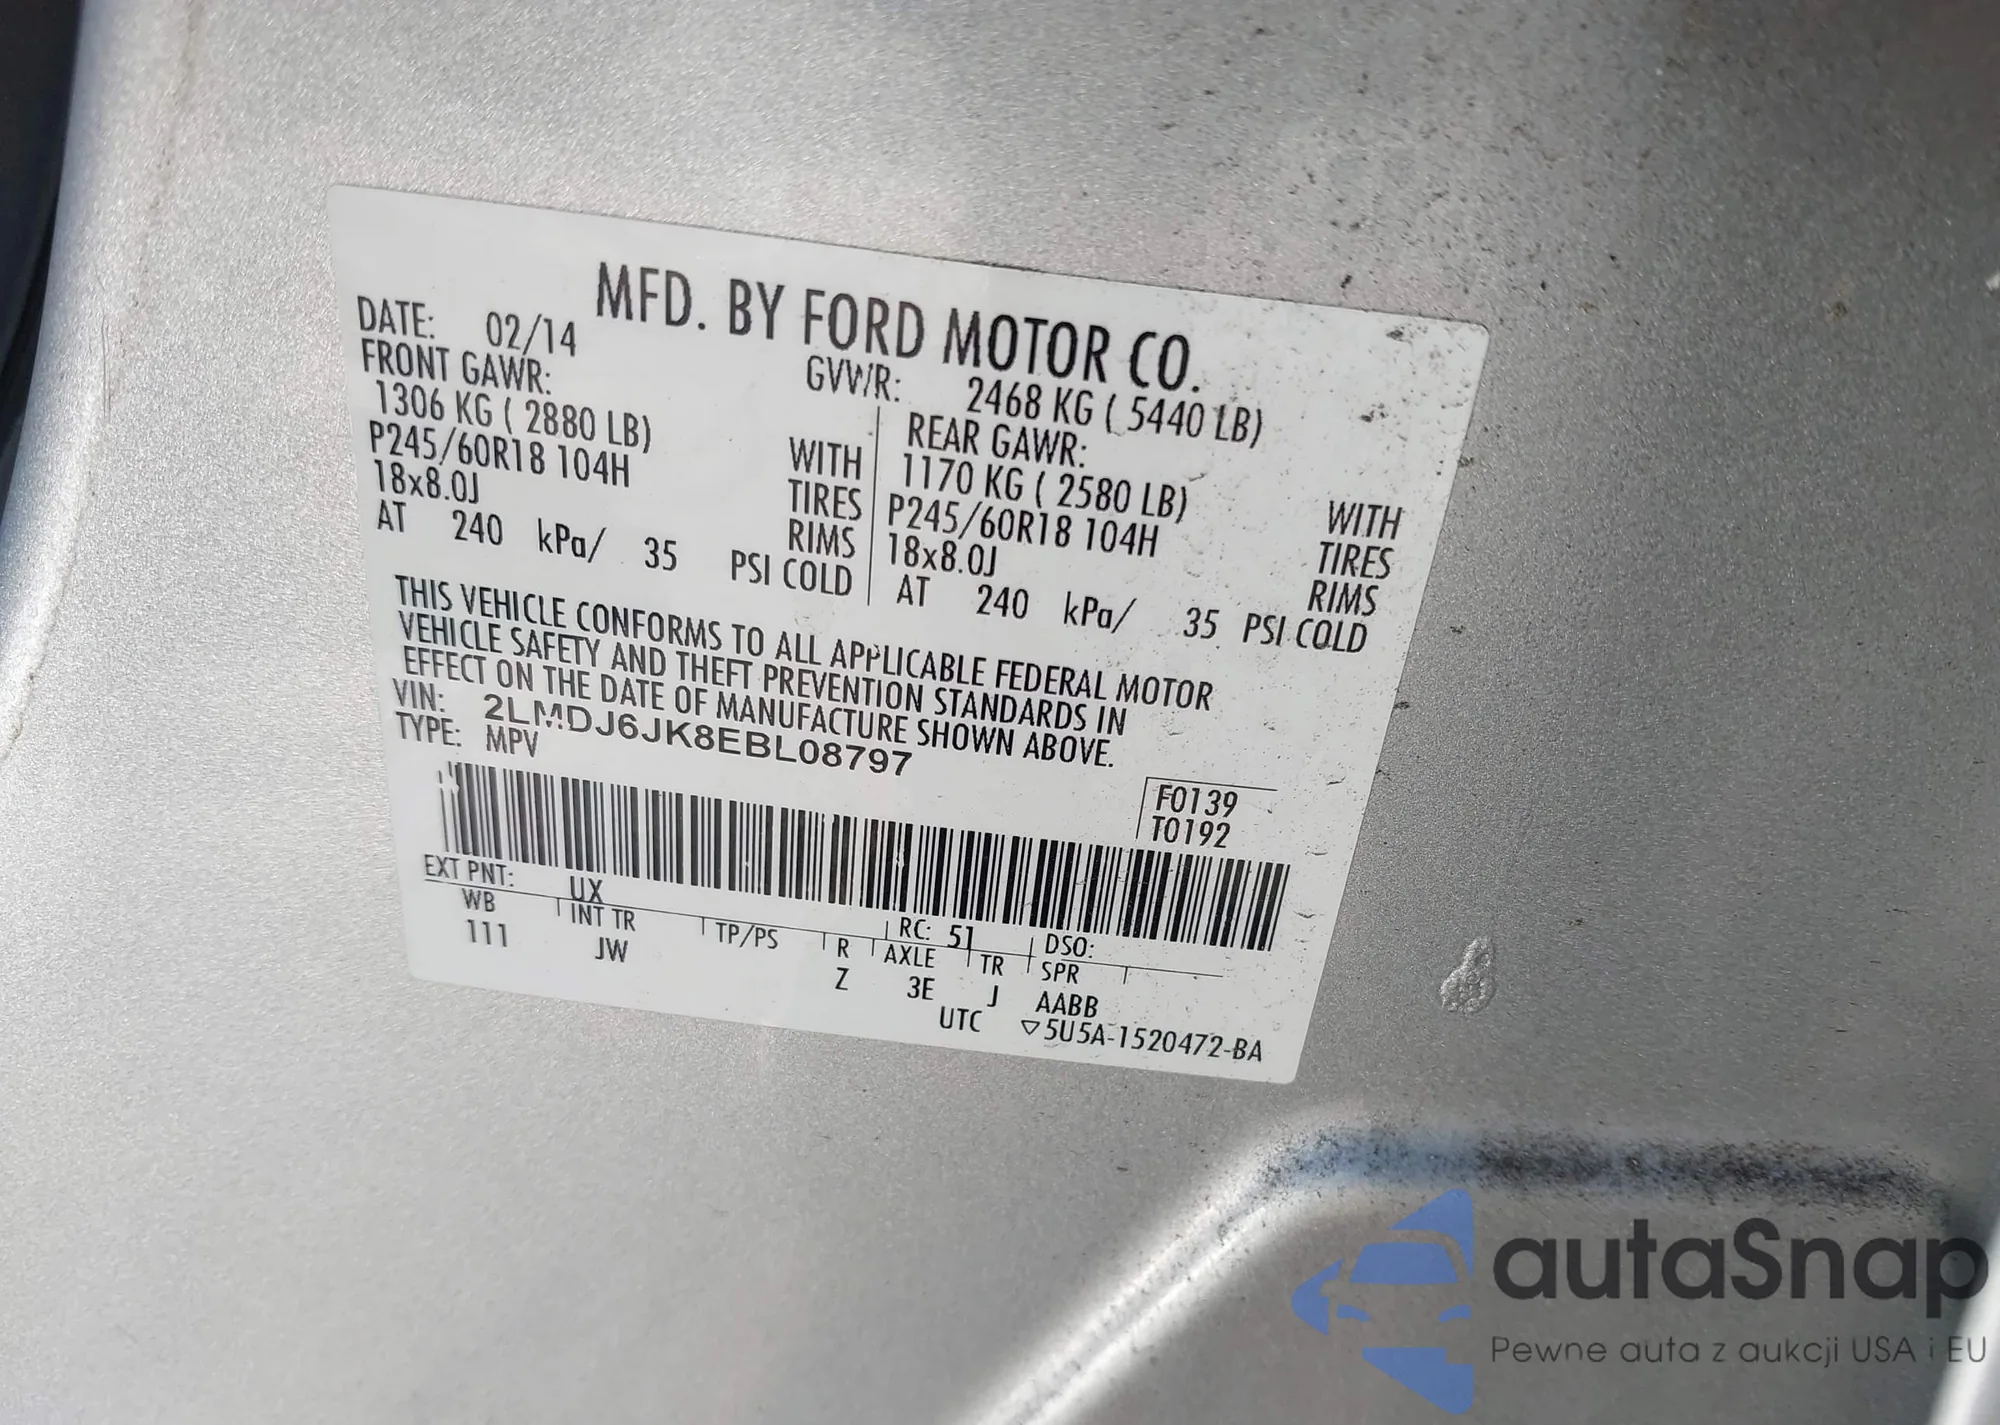 MFD. BY FORD MOTOR CO.
DATE: 02/14
GVWR: 2468 KG ( 5440 LB)
FRONT GAWR:
1306 KG ( 2880 LB)
P245/60R18 104H
18x8.0J
AT 240 kPa/ 35 PSI COLD
WITH
TIRES
RIMS
REAR GAWR:
1170 KG ( 2580 LB)
P245/60R18 104H
18x8.0J
AT 240 kPa/ 35 PSI COLD
WITH
TIRES
RIMS
THIS VEHICLE CONFORMS TO ALL APPLICABLE FEDERAL MOTOR
VEHICLE SAFETY AND THEFT PREVENTION STANDARDS IN
EFFECT ON THE DATE OF MANUFACTURE SHOWN ABOVE.
VIN: 2LMDJ6JK8EBL08797
TYPE: MPV
F0139
T0192
EXT PNT: UX RC: 51 DSO:
WB INT TR TP/PS R AXLE TR SPR
111 JW Z 3E J AABB
UTC ▽5U5A-1520472-BA
autaSnap
Pewne auta z aukcji USA i EU